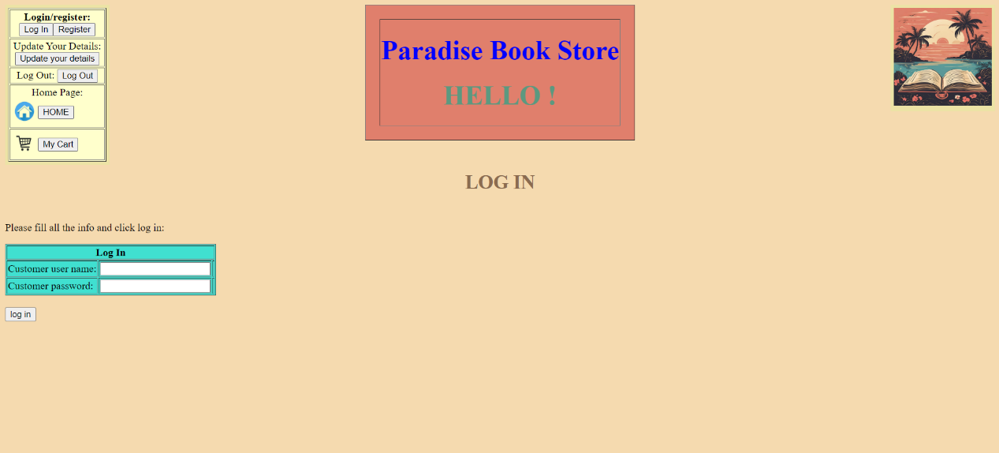 Login/register:
Log In Register
Update Your Details:
Update your details
Log Out: Log Out
Home Page:
HOME
My Cart
Paradise Book Store
HELLO !
LOG IN
Please fill all the info and click log in:
Log In
Customer user name:
Customer password:
log in